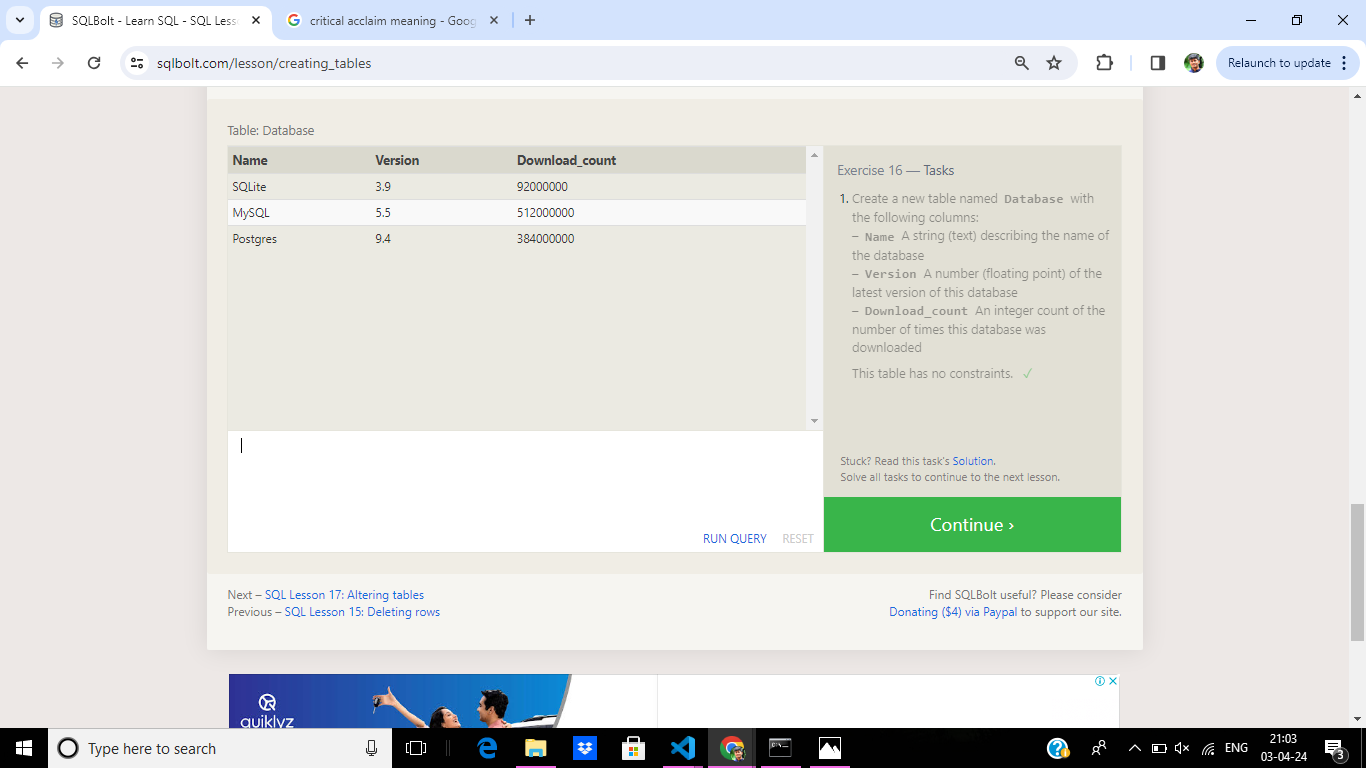 SQLBolt - Learn SQL - SQL Less
critical acclaim meaning - Goog
sqlbolt.com/lesson/creating_tables
Relaunch to update
Table: Database
Name Version Download_count
SQLite 3.9 92000000
MySQL 5.5 512000000
Postgres 9.4 384000000
RUN QUERY RESET
Exercise 16 — Tasks
1. Create a new table named Database with
the following columns:
– Name A string (text) describing the name of
the database
– Version A number (floating point) of the
latest version of this database
– Download_count An integer count of the
number of times this database was
downloaded
This table has no constraints. ✓
Stuck? Read this task's Solution.
Solve all tasks to continue to the next lesson.
Continue ›
Next – SQL Lesson 17: Altering tables
Previous – SQL Lesson 15: Deleting rows
Find SQLBolt useful? Please consider
Donating ($4) via Paypal to support our site.
quiklyz
Type here to search
ENG
21:03
03-04-24
3